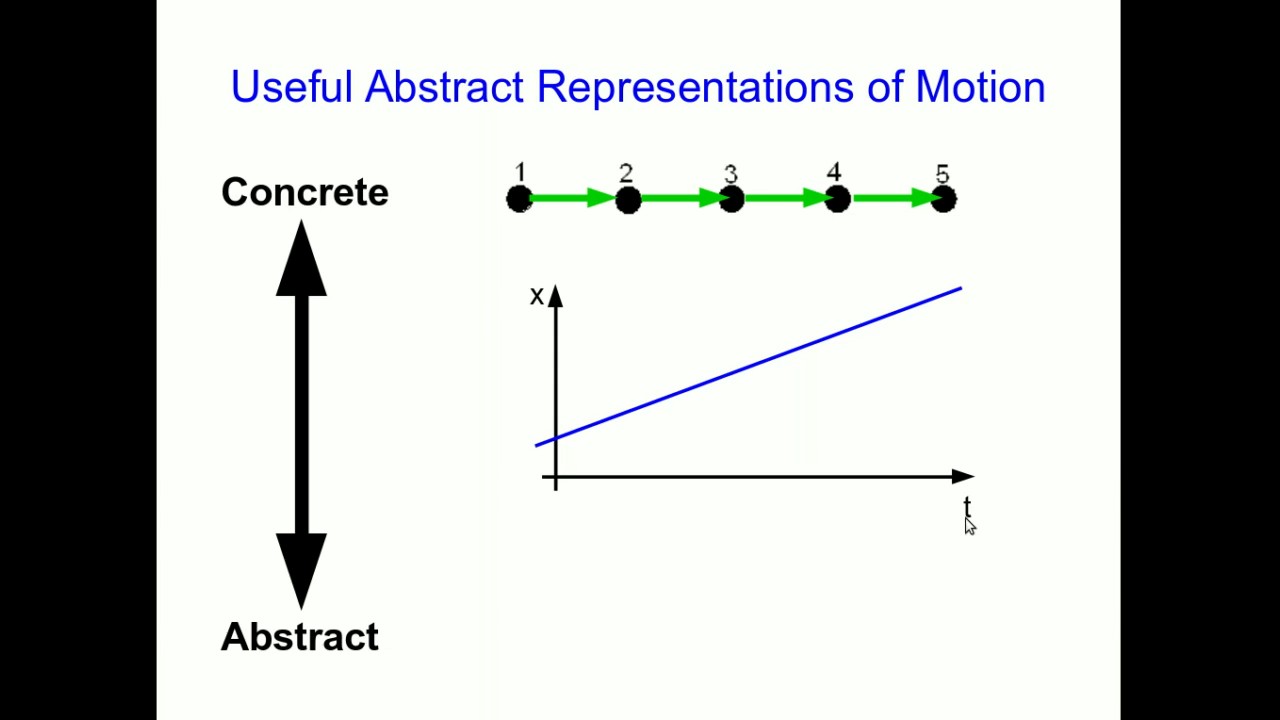 Useful Abstract Representations of Motion
Concrete
1 2 3 4 5
x
t
Abstract